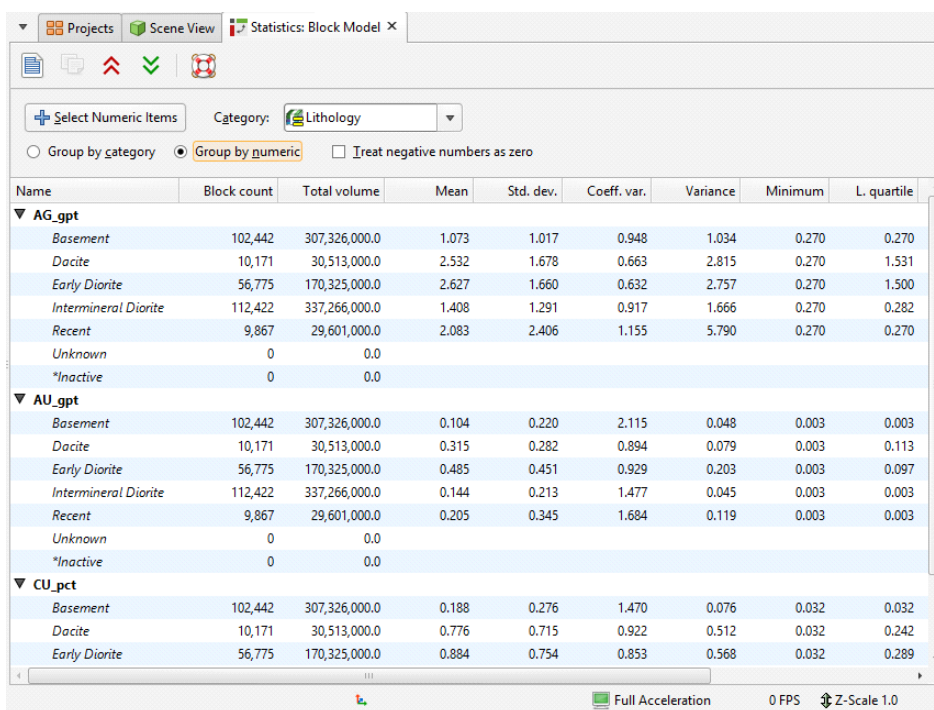 Projects Scene View Statistics: Block Model
Select Numeric Items Category: Lithology
Group by category Group by numeric Treat negative numbers as zero
Name Block count Total volume Mean Std. dev. Coeff. var. Variance Minimum L. quartile
AG_gpt
Basement 102,442 307,326,000.0 1.073 1.017 0.948 1.034 0.270 0.270
Dacite 10,171 30,513,000.0 2.532 1.678 0.663 2.815 0.270 1.531
Early Diorite 56,775 170,325,000.0 2.627 1.660 0.632 2.757 0.270 1.500
Intermineral Diorite 112,422 337,266,000.0 1.408 1.291 0.917 1.666 0.270 0.282
Recent 9,867 29,601,000.0 2.083 2.406 1.155 5.790 0.270 0.270
Unknown 0 0.0
*Inactive 0 0.0
AU_gpt
Basement 102,442 307,326,000.0 0.104 0.220 2.115 0.048 0.003 0.003
Dacite 10,171 30,513,000.0 0.315 0.282 0.894 0.079 0.003 0.113
Early Diorite 56,775 170,325,000.0 0.485 0.451 0.929 0.203 0.003 0.097
Intermineral Diorite 112,422 337,266,000.0 0.144 0.213 1.477 0.045 0.003 0.003
Recent 9,867 29,601,000.0 0.205 0.345 1.684 0.119 0.003 0.003
Unknown 0 0.0
*Inactive 0 0.0
CU_pct
Basement 102,442 307,326,000.0 0.188 0.276 1.470 0.076 0.032 0.032
Dacite 10,171 30,513,000.0 0.776 0.715 0.922 0.512 0.032 0.242
Early Diorite 56,775 170,325,000.0 0.884 0.754 0.853 0.568 0.032 0.289
Full Acceleration 0 FPS Z-Scale 1.0